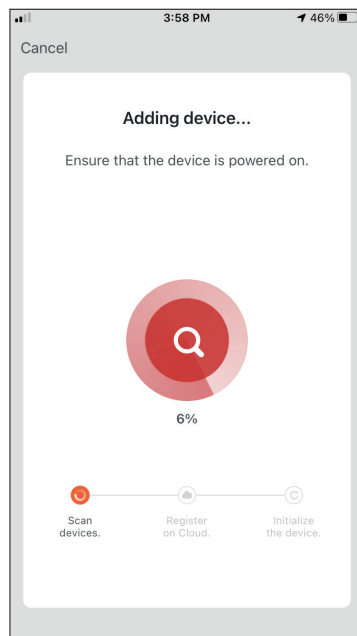 3:58 PM
46%
Cancel
Adding device...
Ensure that the device is powered on.
6%
Scan
devices.
Register
on Cloud.
Initialize
the device.